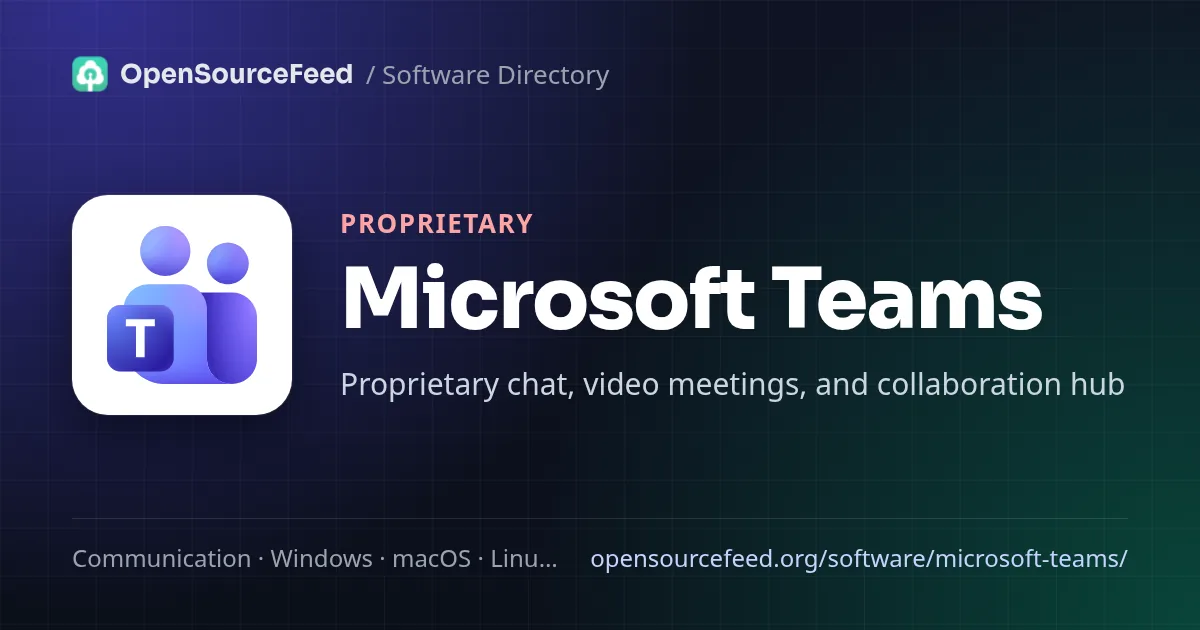 OpenSourceFeed / Software Directory
PROPRIETARY
Microsoft Teams
T
Proprietary chat, video meetings, and collaboration hub
Communication · Windows · macOS · Linu... opensourcefeed.org/software/microsoft-teams/